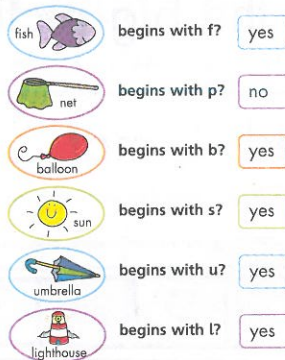 fish begins with f? yes
net begins with p? no
balloon begins with b? yes
sun begins with s? yes
umbrella begins with u? yes
lighthouse begins with l? yes